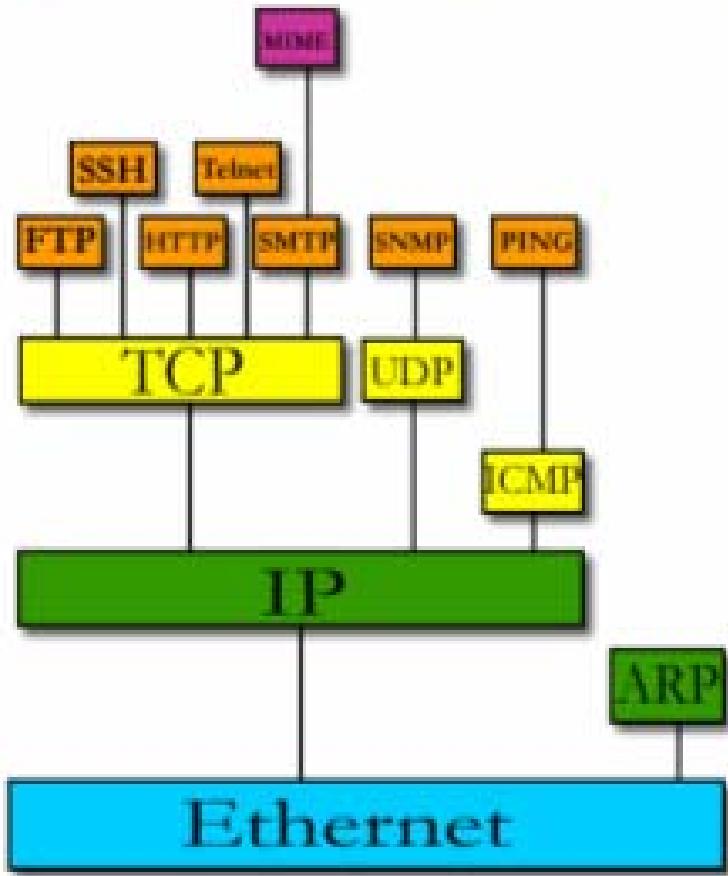 MIME
SSH
Telnet
FTP
HTTP
SMTP
SNMP
PING
TCP
UDP
ICMP
IP
ARP
Ethernet